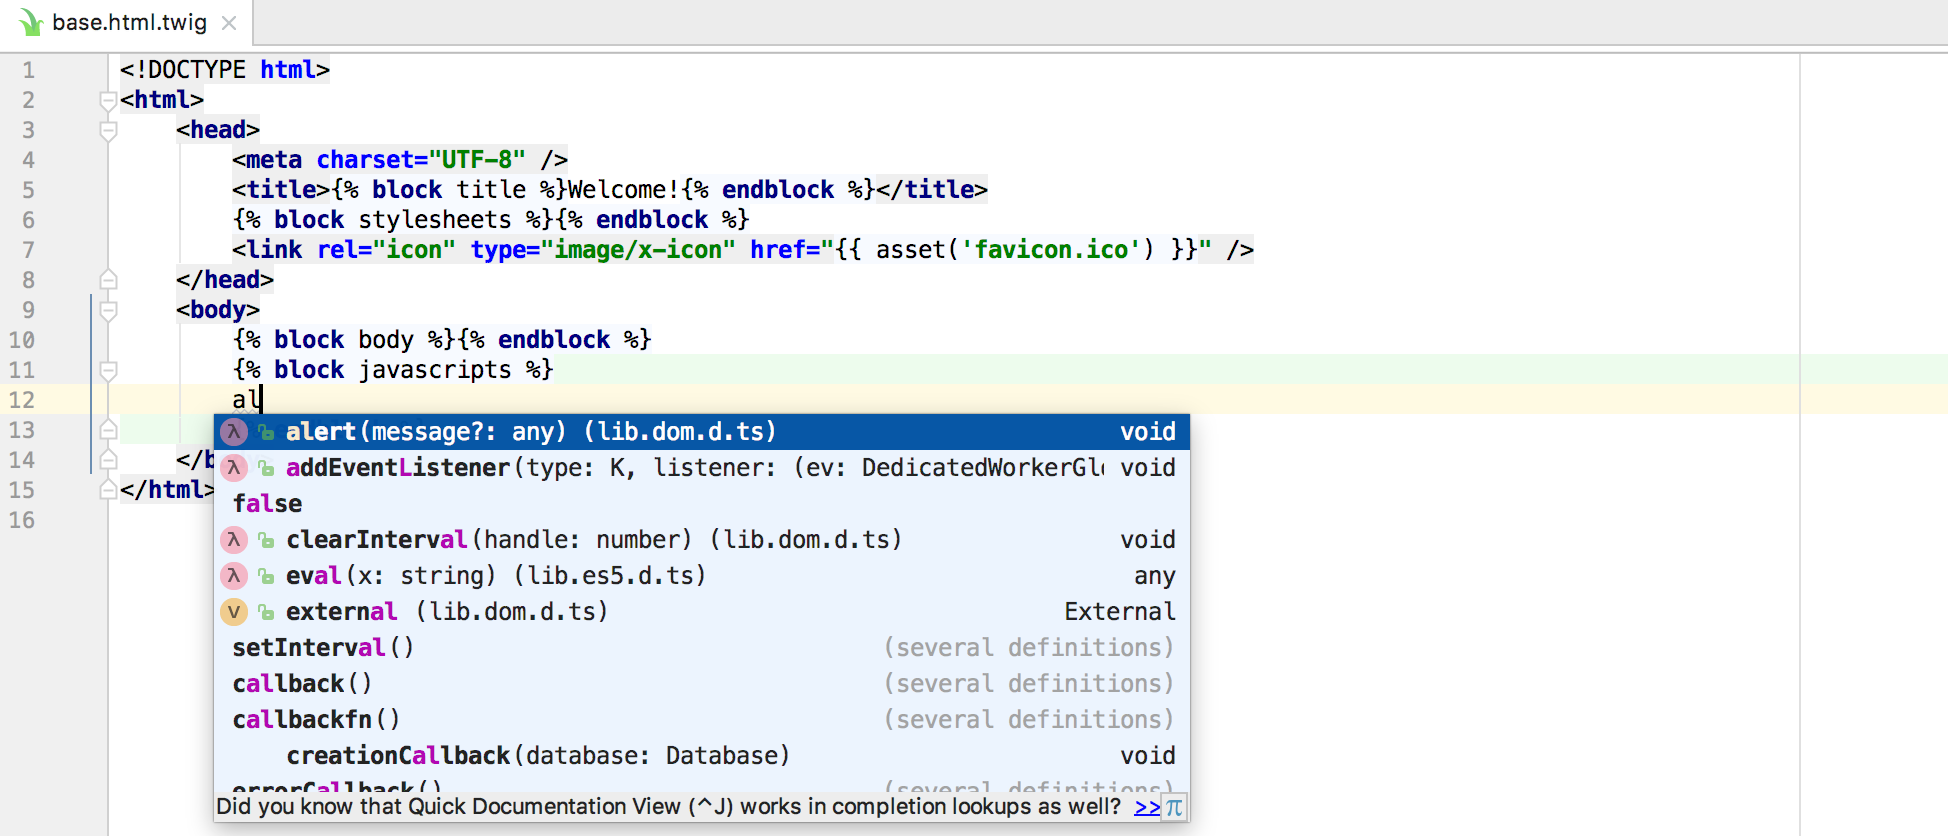 base.html.twig
1 <!DOCTYPE html>
2 <html>
3 <head>
4 <meta charset="UTF-8" />
5 <title>{% block title %}Welcome!{% endblock %}</title>
6 {% block stylesheets %}{% endblock %}
7 <link rel="icon" type="image/x-icon" href="{{ asset('favicon.ico') }}" />
8 </head>
9 <body>
10 {% block body %}{% endblock %}
11 {% block javascripts %}
12 al
λ alert(message?: any) (lib.dom.d.ts) void
13
λ addEventListener(type: K, listener: (ev: DedicatedWorkerGl void
14 </b
15 </html>
false
16
λ clearInterval(handle: number) (lib.dom.d.ts) void
λ eval(x: string) (lib.es5.d.ts) any
V external (lib.dom.d.ts) External
setInterval() (several definitions)
callback() (several definitions)
callbackfn() (several definitions)
creationCallback(database: Database) void
errorCallback() (several definitions)
Did you know that Quick Documentation View (^J) works in completion lookups as well? >> π